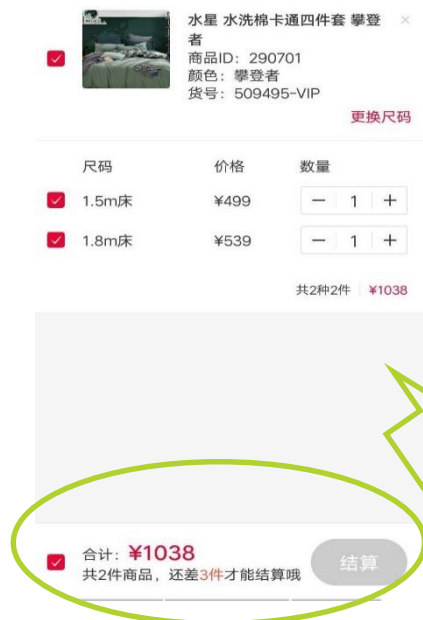 水星 水洗棉卡通四件套 攀登
者
商品ID：290701
颜色：攀登者
货号：509495-VIP
更换尺码
尺码 价格 数量
1.5m床 ¥499 — 1 +
1.8m床 ¥539 — 1 +
共2种2件 ¥1038
合计：¥1038
共2件商品，还差3件才能结算哦
结算